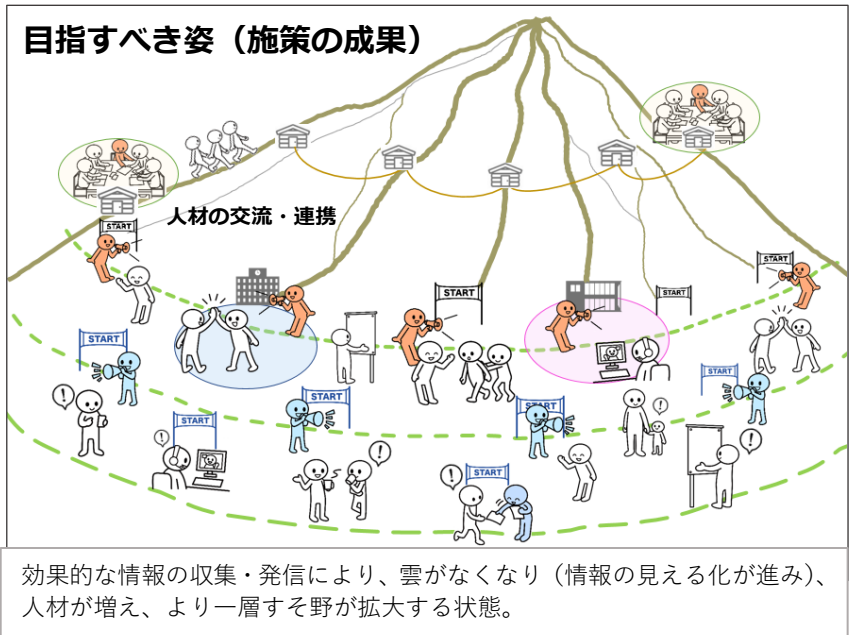 目指すべき姿（施策の成果）
人材の交流・連携
START
START
START
START
START
START
START
START
START
START
!
!
!
!
!
!
効果的な情報の収集・発信により、雲がなくなり（情報の見える化が進み）、
人材が増え、より一層すそ野が拡大する状態。